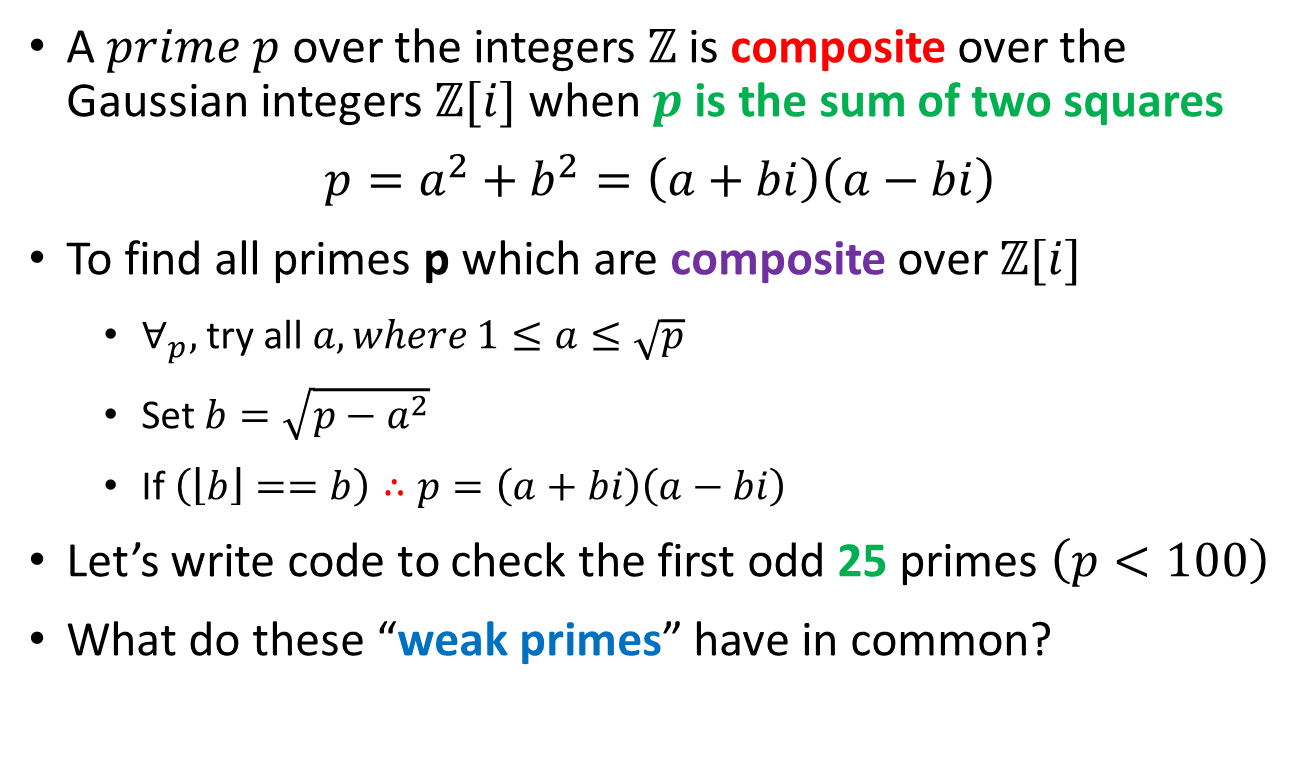 • A 𝑝𝑟𝑖𝑚𝑒 𝑝 over the integers ℤ is composite over the
Gaussian integers ℤ[𝑖] when 𝒑 is the sum of two squares
𝑝 = 𝑎² + 𝑏² = (𝑎 + 𝑏𝑖)(𝑎 − 𝑏𝑖)
• To find all primes p which are composite over ℤ[𝑖]
• ∀ₚ, try all 𝑎, 𝑤ℎ𝑒𝑟𝑒 1 ≤ 𝑎 ≤ √𝑝
• Set 𝑏 = √(𝑝 − 𝑎²)
• If (⌊𝑏⌋ == 𝑏) ∴ 𝑝 = (𝑎 + 𝑏𝑖)(𝑎 − 𝑏𝑖)
• Let’s write code to check the first odd 25 primes (𝑝 < 100)
• What do these “weak primes” have in common?